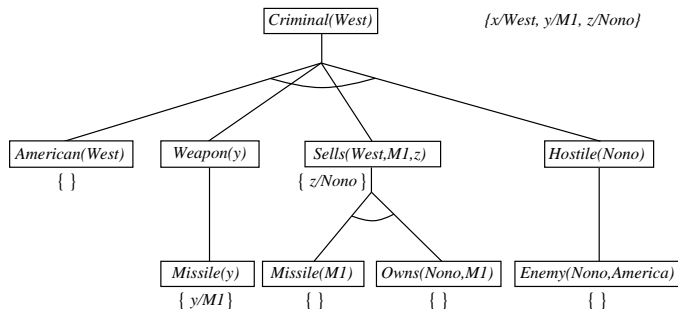 Criminal(West)
{x/West, y/M1, z/Nono}
American(West)
Weapon(y)
Sells(West,M1,z)
Hostile(Nono)
{ }
{ z/Nono }
Missile(y)
Missile(M1)
Owns(Nono,M1)
Enemy(Nono,America)
{ y/M1}
{ }
{ }
{ }